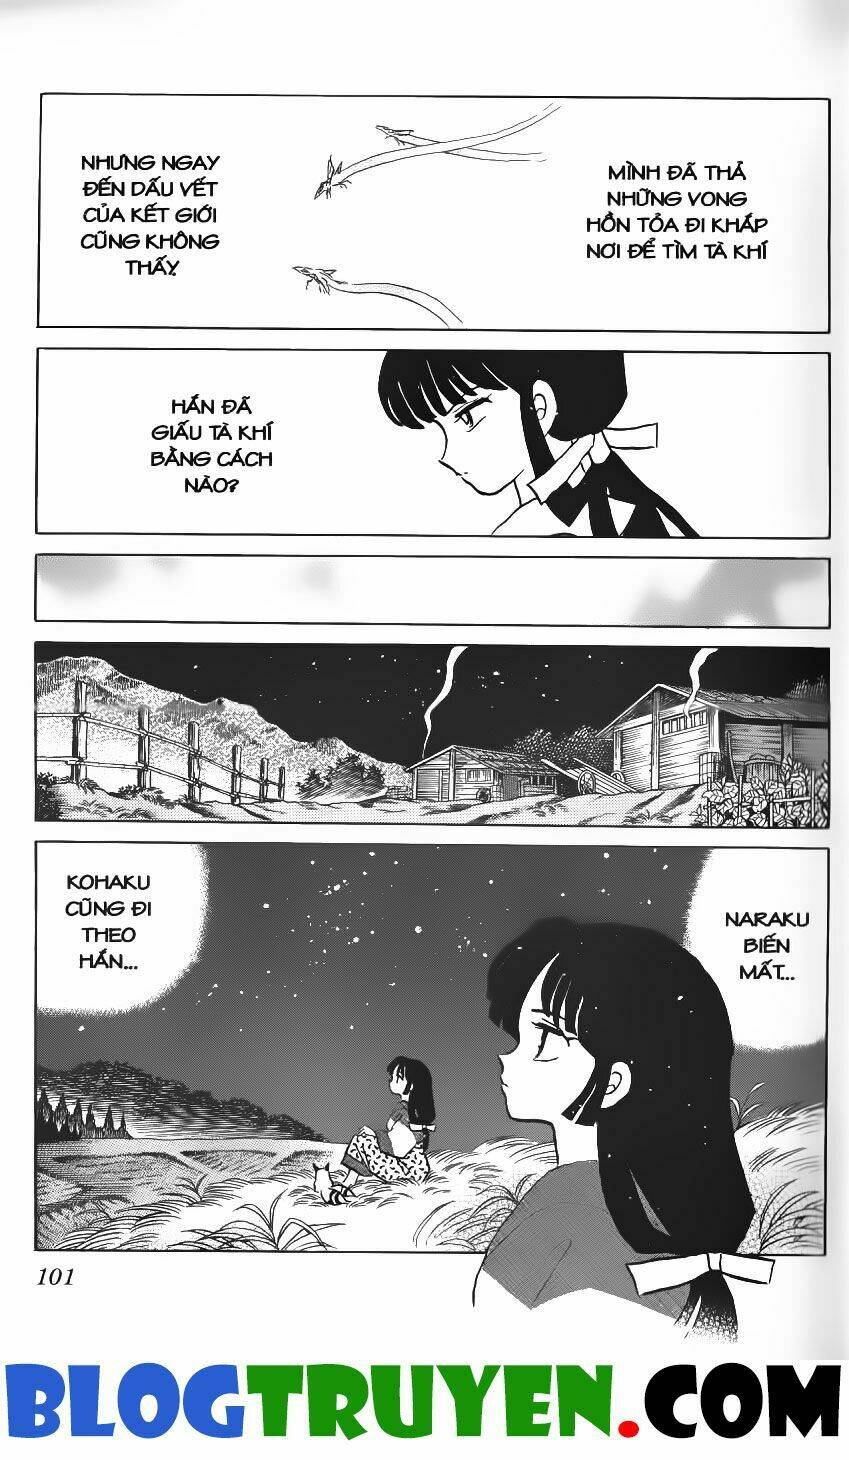 MÌNH ĐÃ THẢ
NHỮNG VONG
HỒN TỎA ĐI KHẮP
NƠI ĐỂ TÌM TÀ KHÍ
NHƯNG NGAY
ĐẾN DẤU VẾT
CỦA KẾT GIỚI
CŨNG KHÔNG
THẤY.
HẮN ĐÃ
GIẤU TÀ KHÍ
BẰNG CÁCH
NÀO?
NARAKU
BIẾN
MẤT...
KOHAKU
CŨNG ĐI
THEO
HẮN...
101
BLOGTRUYEN.COM